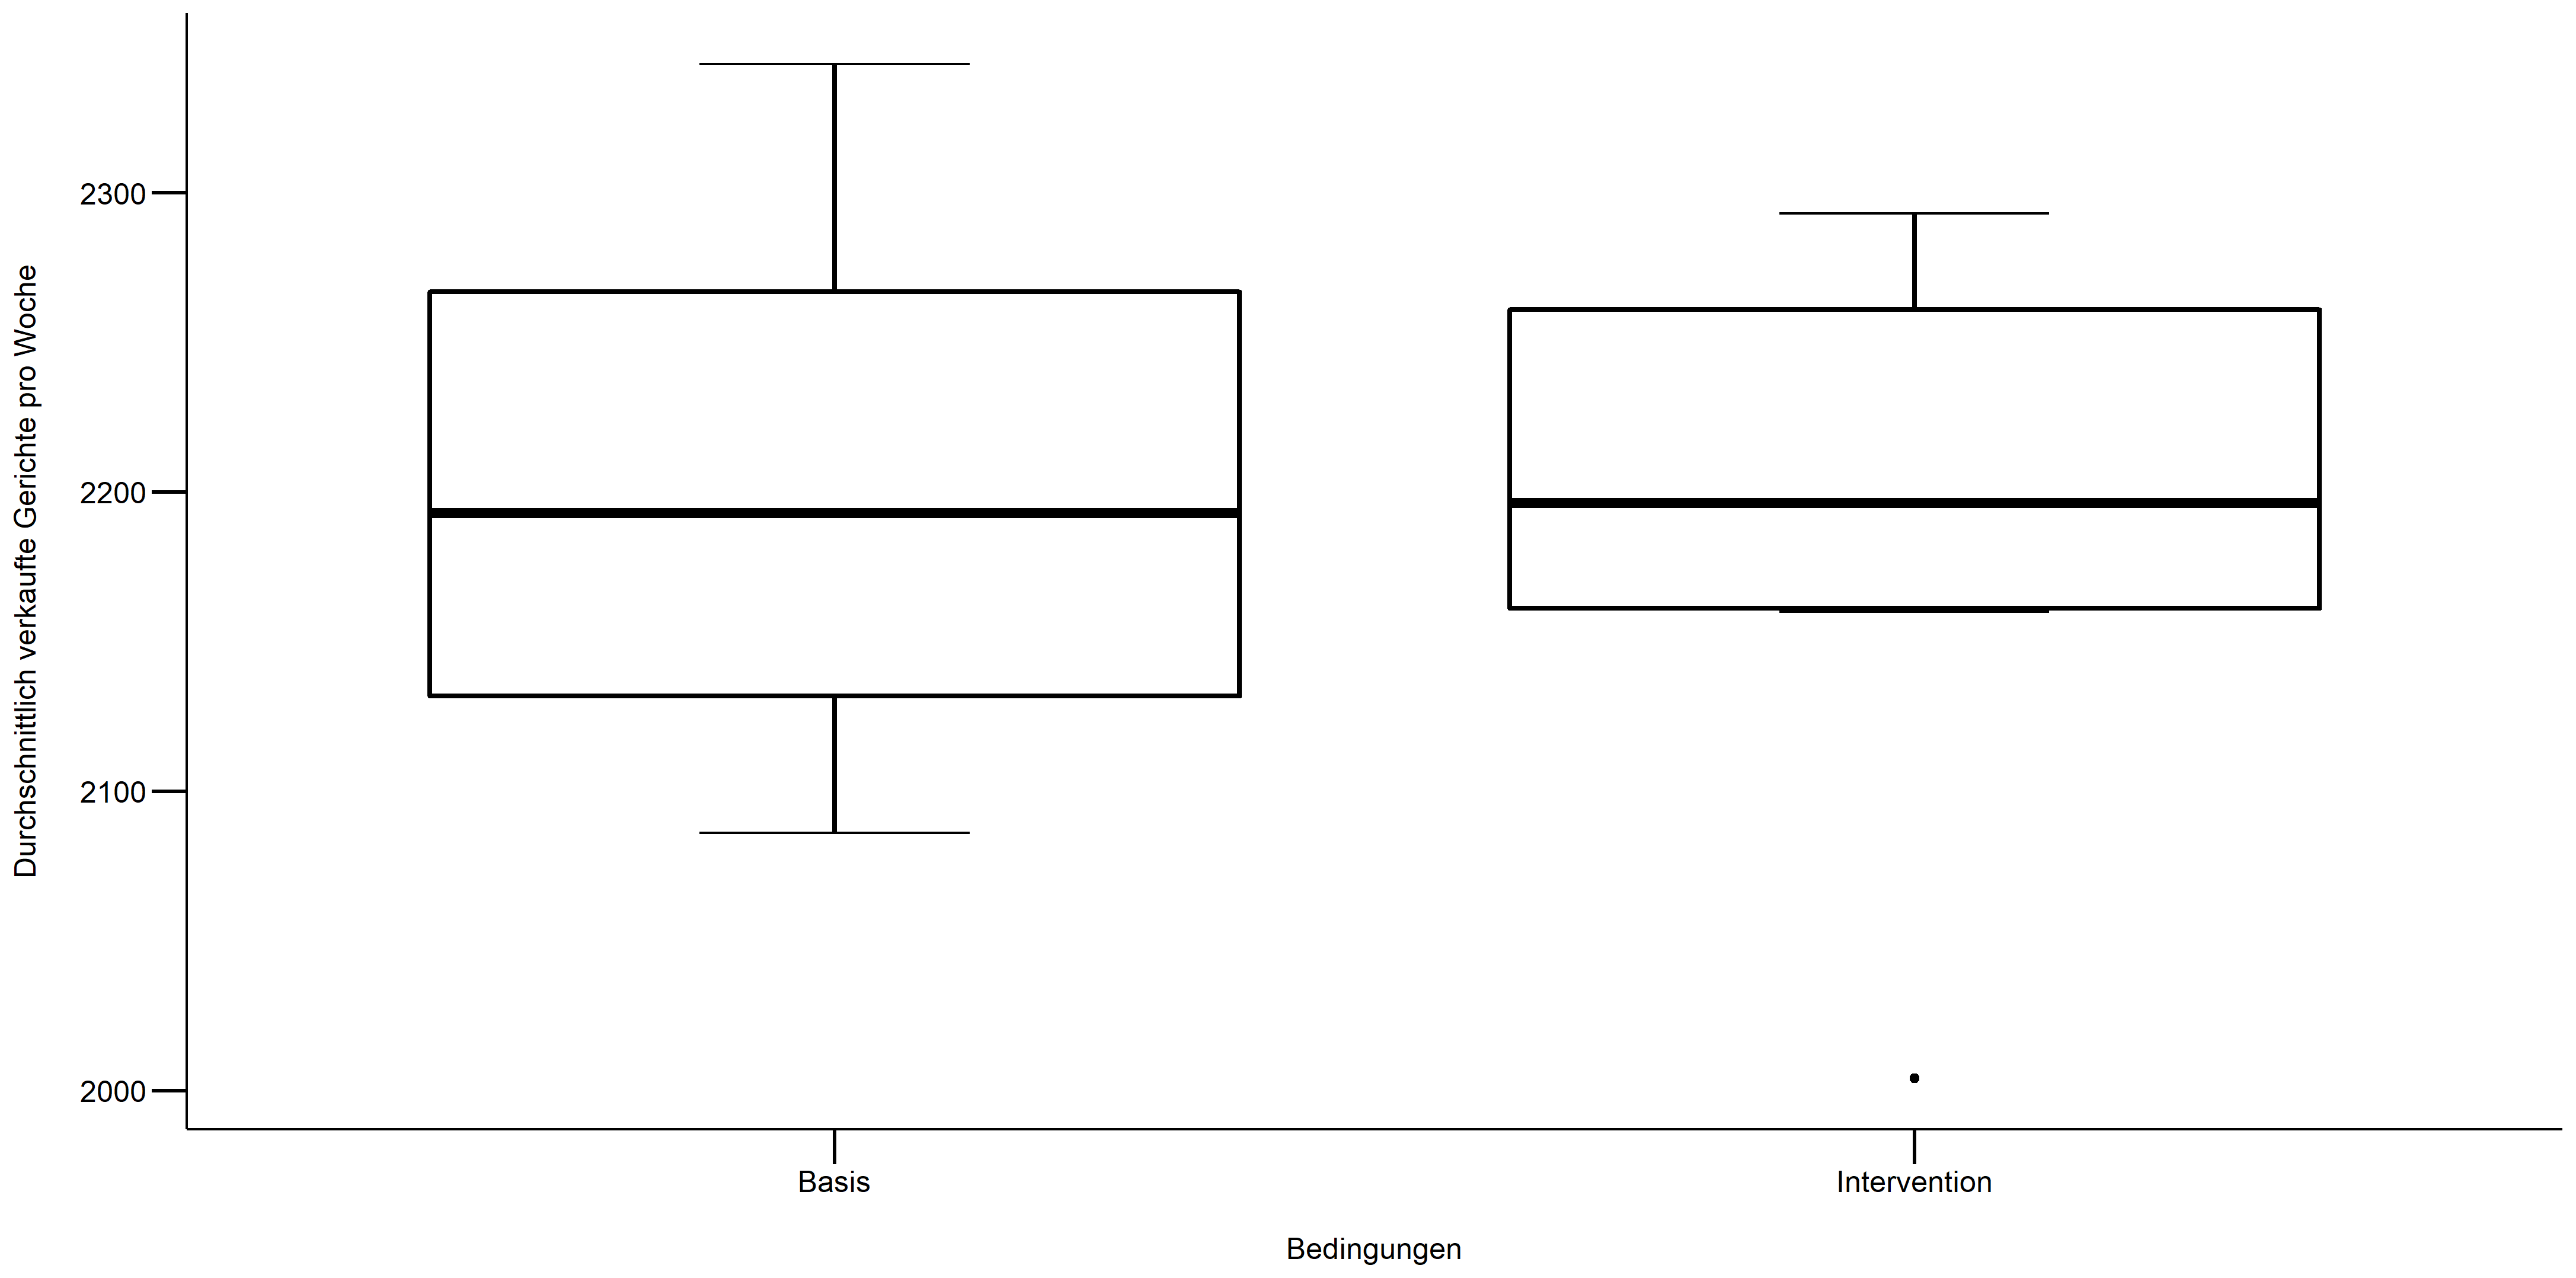 Durchschnittlich verkaufte Gerichte pro Woche
2300
2200
2100
2000
Basis
Intervention
Bedingungen